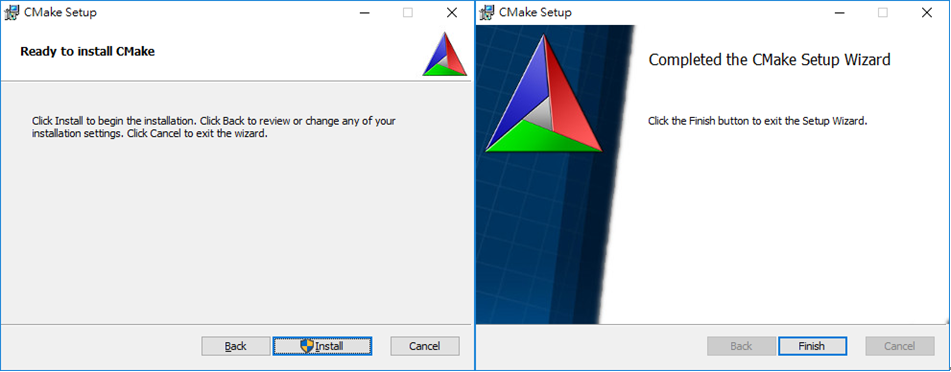 CMake Setup
Ready to install CMake
Click Install to begin the installation. Click Back to review or change any of your
installation settings. Click Cancel to exit the wizard.
Back
Install
Cancel
CMake Setup
Completed the CMake Setup Wizard
Click the Finish button to exit the Setup Wizard.
Back
Finish
Cancel